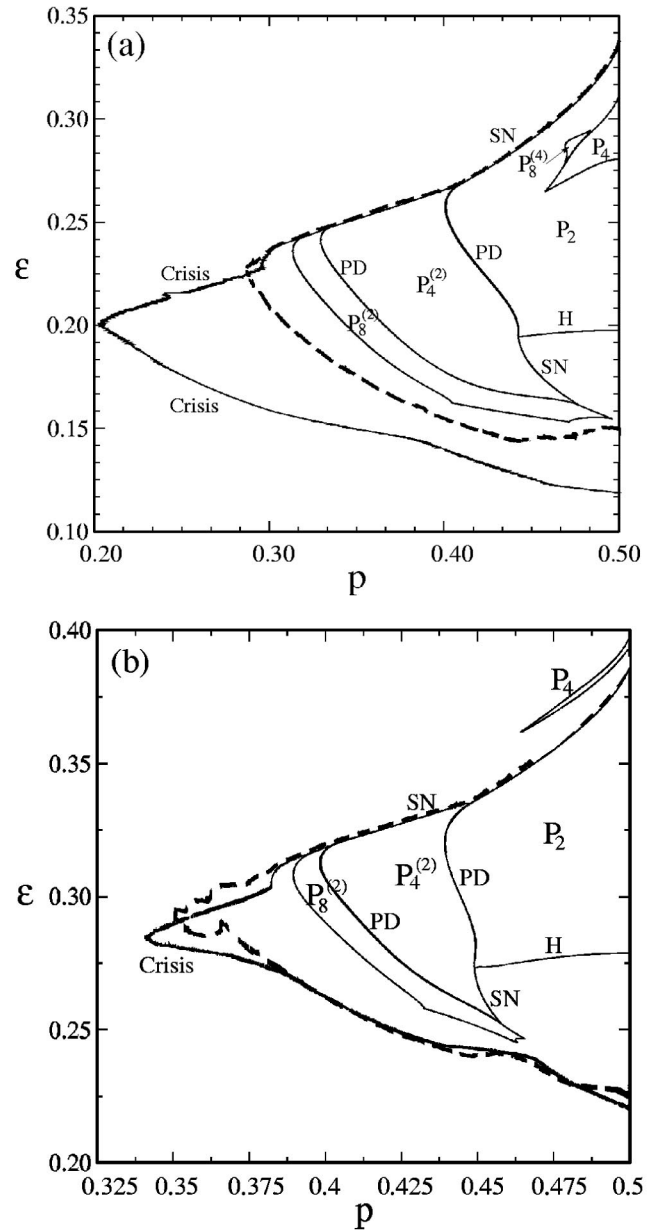 (a)
0.35
0.30
0.25
0.20
0.15
0.10
ε
SN
P₈⁽⁴⁾
P₄
P₂
PD
PD
P₄⁽²⁾
P₈⁽²⁾
H
SN
Crisis
Crisis
0.20 0.30 0.40 0.50
p
(b)
0.40
0.35
0.30
0.25
0.20
ε
P₄
SN
P₂
P₄⁽²⁾
P₈⁽²⁾
PD
PD
H
SN
Crisis
0.325 0.35 0.375 0.4 0.425 0.45 0.475 0.5
p